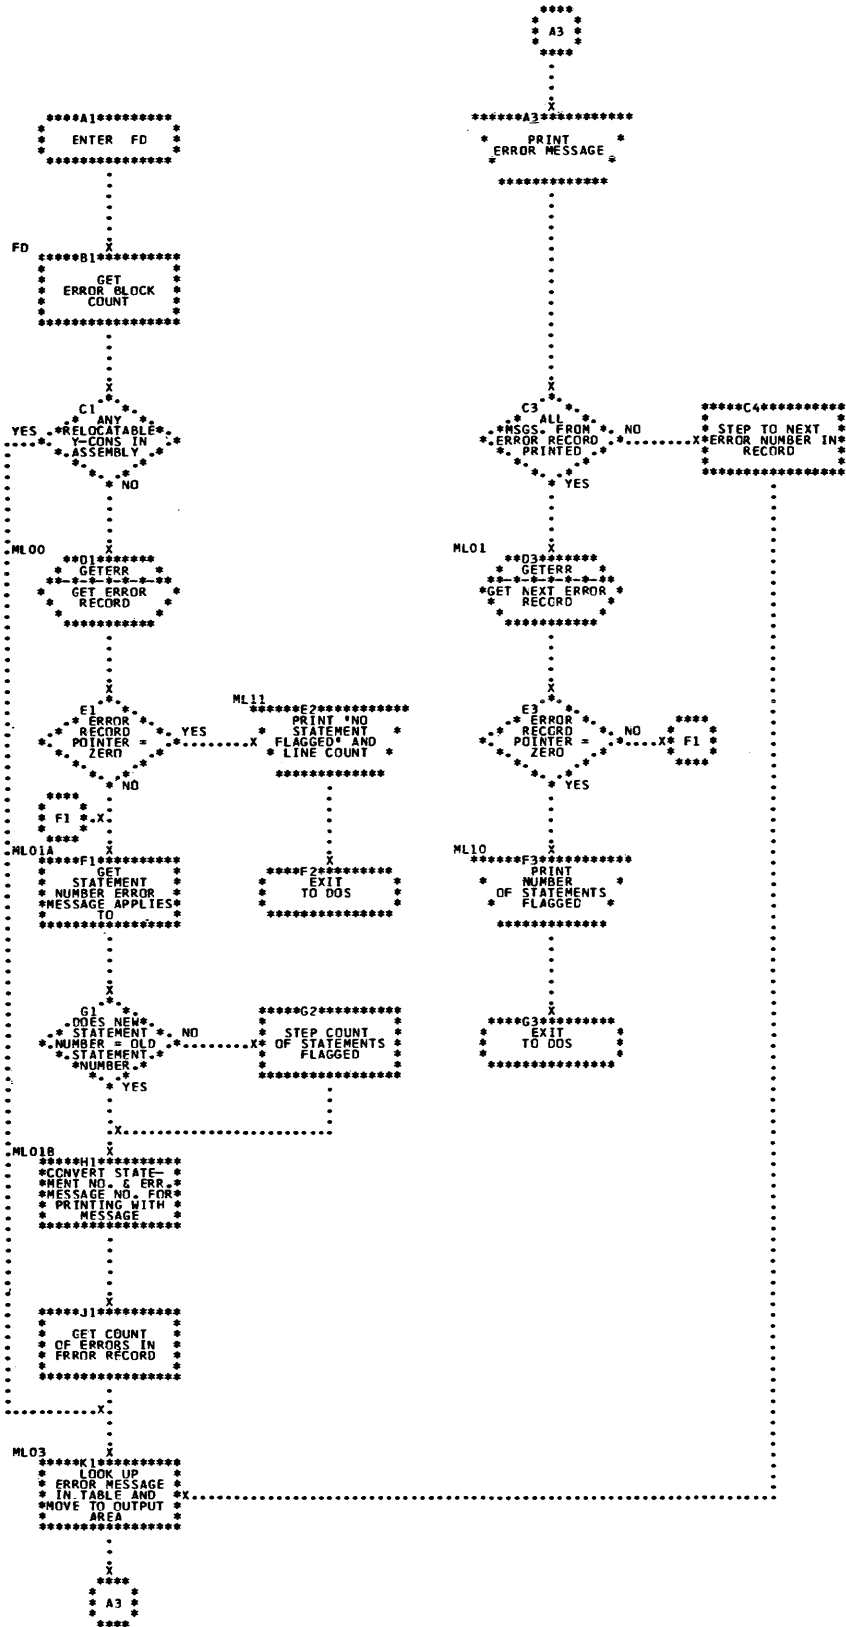 A3
A1
ENTER FD
A3
PRINT
ERROR MESSAGE
FD
B1
GET
ERROR BLOCK
COUNT
C1
ANY
RELOCATABLE
Y-CONS IN
ASSEMBLY
YES
NO
C3
ALL
MSGS. FROM
ERROR RECORD
PRINTED
NO
YES
C4
STEP TO NEXT
ERROR NUMBER IN
RECORD
ML00
D1
GETERR
GET ERROR
RECORD
ML01
D3
GETERR
GET NEXT ERROR
RECORD
E1
ERROR
RECORD
POINTER =
ZERO
YES
NO
ML11
E2
PRINT 'NO
STATEMENT
FLAGGED' AND
LINE COUNT
E3
ERROR
RECORD
POINTER =
ZERO
NO
F1
YES
F1
ML01A
F1
GET
STATEMENT
NUMBER ERROR
MESSAGE APPLIES
TO
F2
EXIT
TO DOS
ML10
F3
PRINT
NUMBER
OF STATEMENTS
FLAGGED
G1
DOES NEW
STATEMENT
NUMBER = OLD
STATEMENT
NUMBER
NO
YES
G2
STEP COUNT
OF STATEMENTS
FLAGGED
G3
EXIT
TO DOS
ML01B
H1
CCNVERT STATE-
MENT NO. & ERR.
MESSAGE NO. FOR
PRINTING WITH
MESSAGE
J1
GET COUNT
OF ERRORS IN
FRROR RECORD
ML03
K1
LOOK UP
ERROR MESSAGE
IN TABLE AND
MOVE TO OUTPUT
AREA
A3